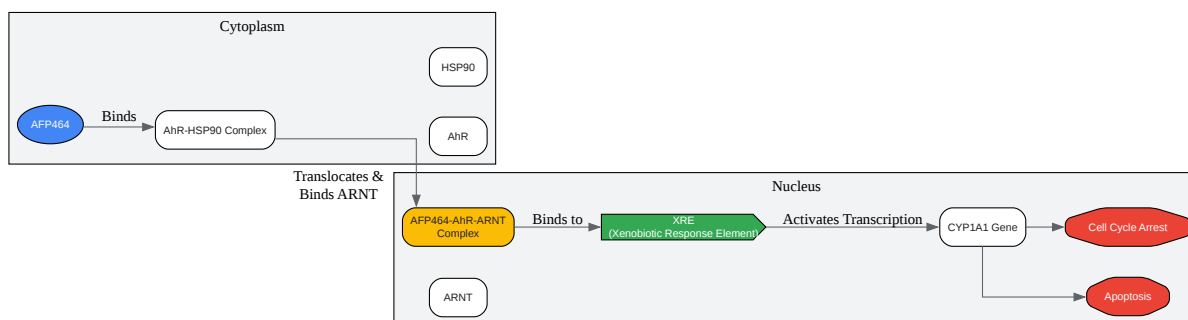 Cytoplasm
HSP90
AFP464
Binds
AhR-HSP90 Complex
AhR
Translocates &
Binds ARNT
Nucleus
AFP464-AhR-ARNT
Complex
Binds to
XRE
(Xenobiotic Response Element)
Activates Transcription
CYP1A1 Gene
Cell Cycle Arrest
ARNT
Apoptosis